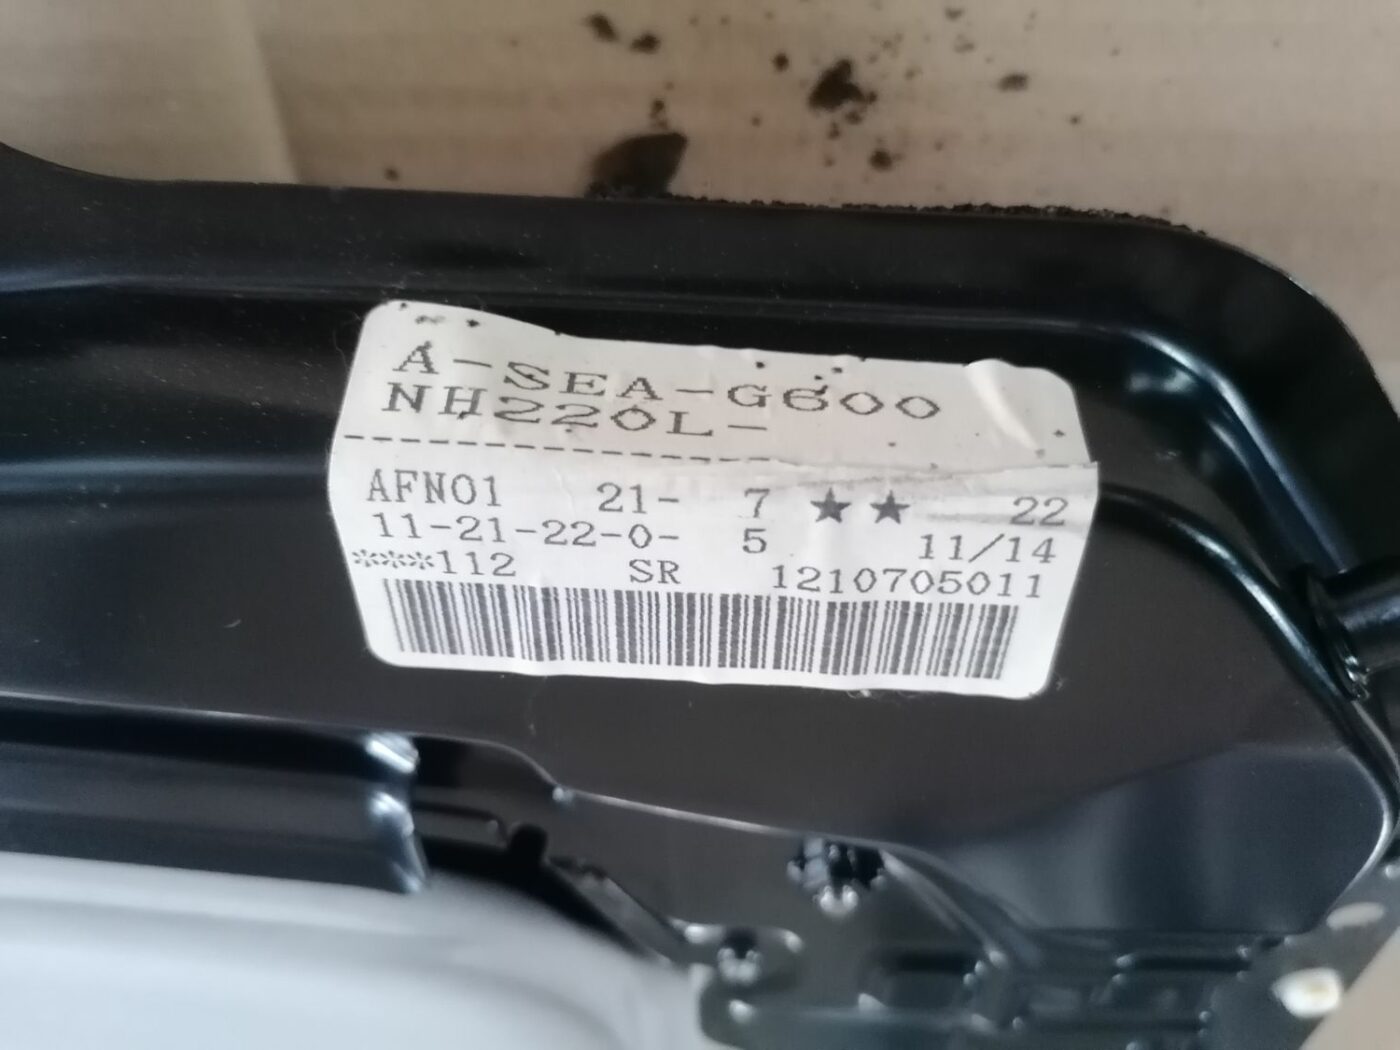 A-SEA-G600
NH220L-
AFN01 21- 7 ★★ 22
11-21-22-0- 5 11/14
***112 SR 1210705011